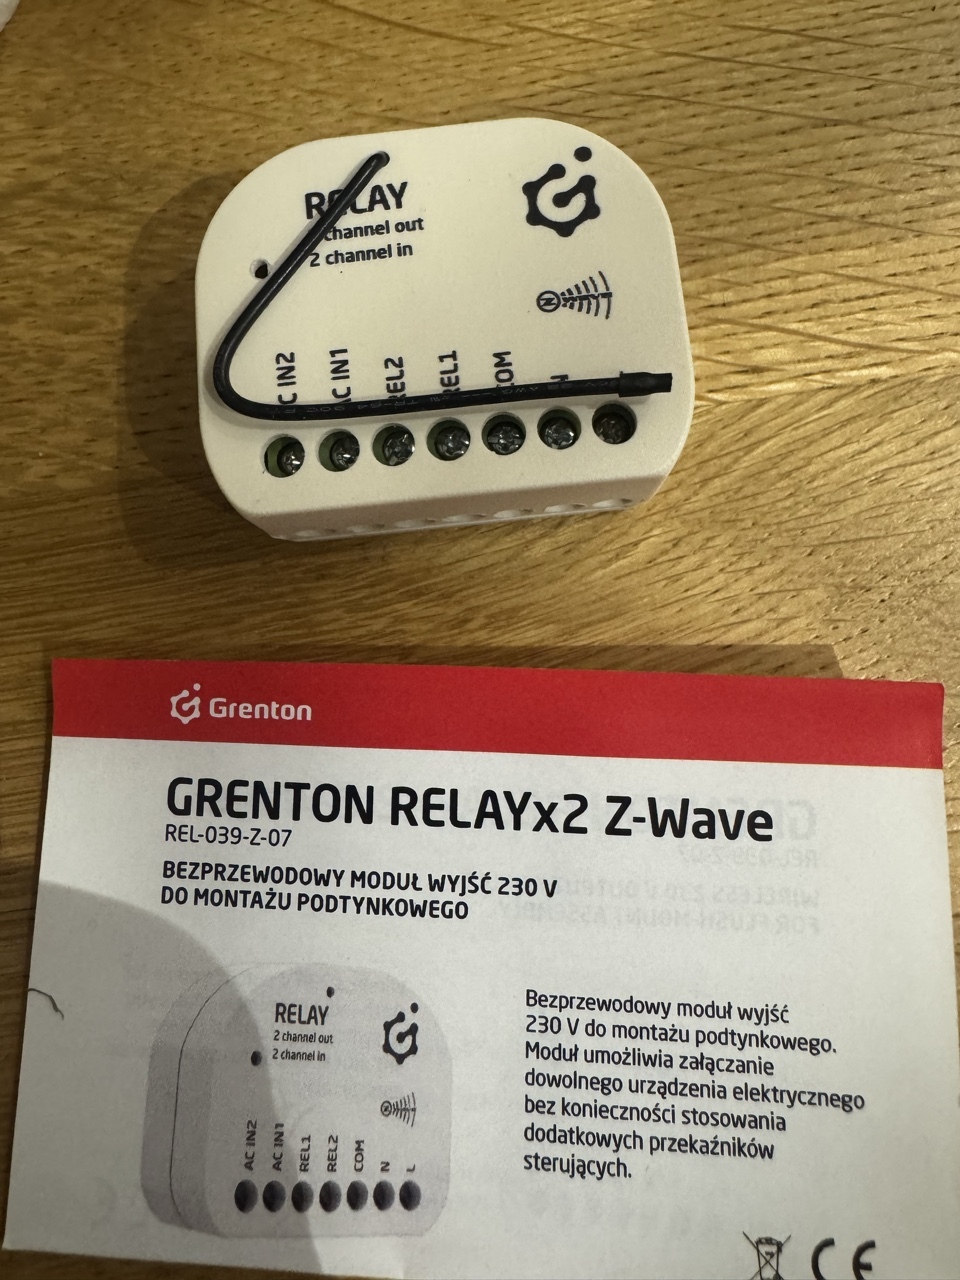 RELAY
channel out
2 channel in
C IN2
C IN1
REL2
REL1
COM
N
Grenton
GRENTON RELAYx2 Z-Wave
REL-039-Z-07
BEZPRZEWODOWY MODUŁ WYJŚĆ 230 V
DO MONTAŻU PODTYNKOWEGO
RELAY
2 channel out
2 channel in
AC IN2
AC IN1
REL1
REL2
COM
N
L
Bezprzewodowy moduł wyjść
230 V do montażu podtynkowego.
Moduł umożliwia załączanie
dowolnego urządzenia elektrycznego
bez konieczności stosowania
dodatkowych przekaźników
sterujących.
CE